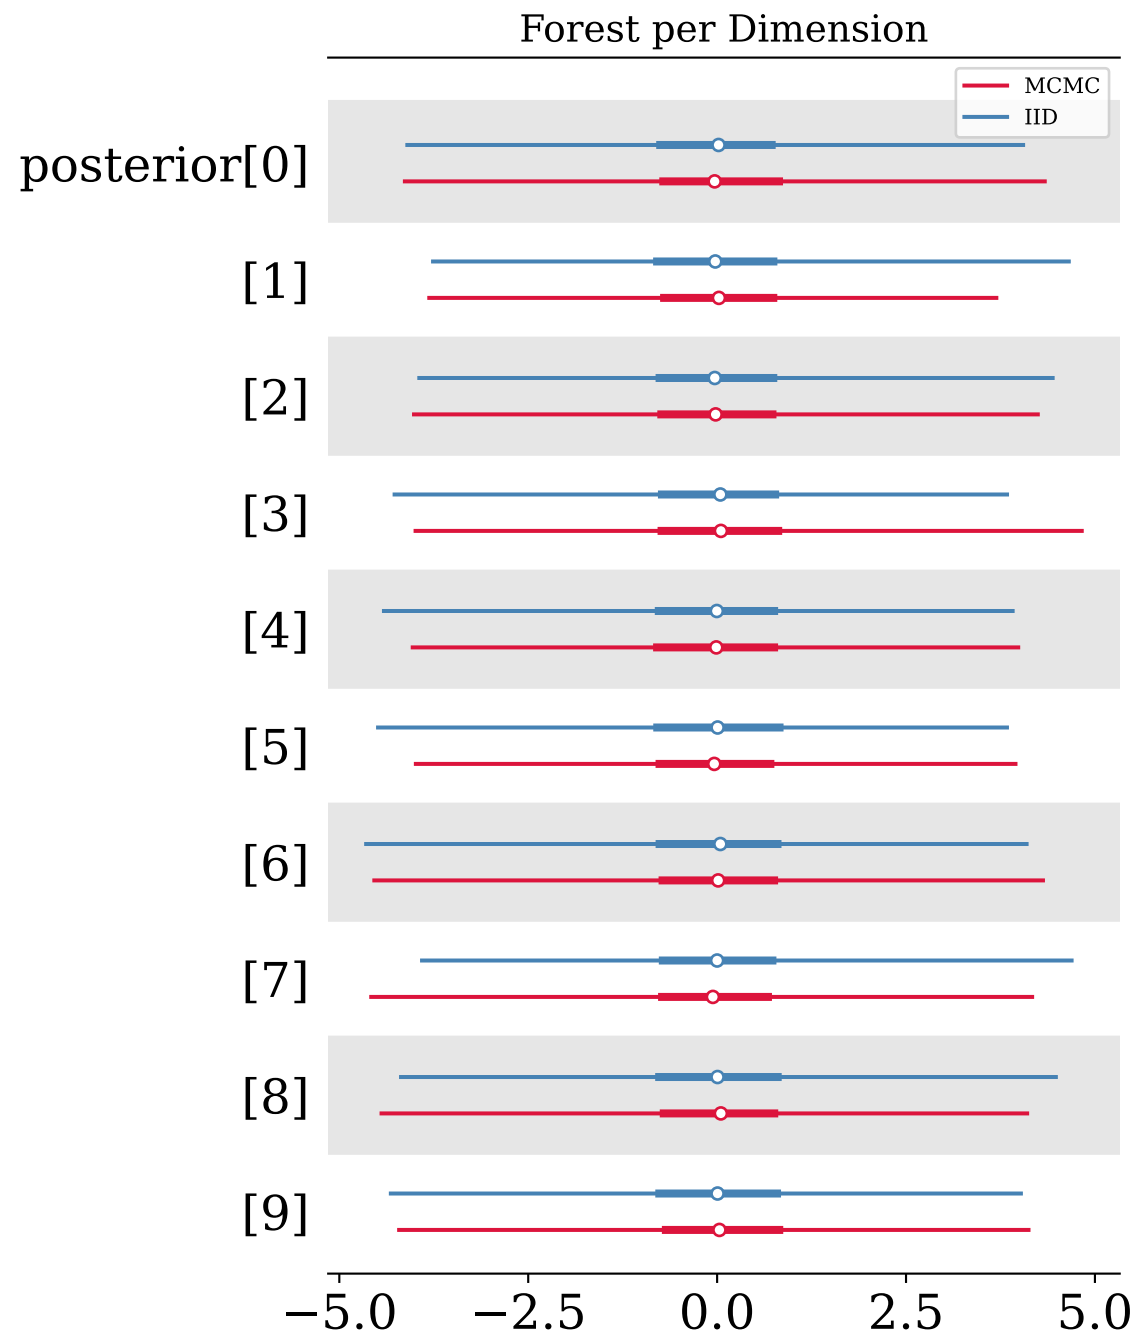 Forest per Dimension
MCMC
IID
posterior[0]
[1]
[2]
[3]
[4]
[5]
[6]
[7]
[8]
[9]
−5.0 −2.5 0.0 2.5 5.0